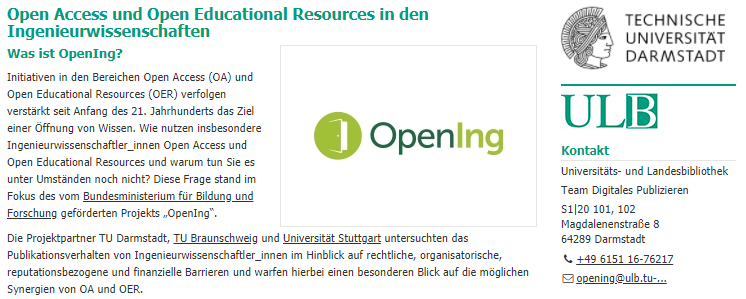 Open Access und Open Educational Resources in den
Ingenieurwissenschaften
Was ist OpenIng?
Initiativen in den Bereichen Open Access (OA) und
Open Educational Resources (OER) verfolgen
verstärkt seit Anfang des 21. Jahrhunderts das Ziel
einer Öffnung von Wissen. Wie nutzen insbesondere
Ingenieurwissenschaftler_innen Open Access und
Open Educational Resources und warum tun Sie es
unter Umständen noch nicht? Diese Frage stand im
Fokus des vom Bundesministerium für Bildung und
Forschung geförderten Projekts „OpenIng“.
OpenIng
Die Projektpartner TU Darmstadt, TU Braunschweig und Universität Stuttgart untersuchten das
Publikationsverhalten von Ingenieurwissenschaftler_innen im Hinblick auf rechtliche, organisatorische,
reputationsbezogene und finanzielle Barrieren und warfen hierbei einen besonderen Blick auf die möglichen
Synergien von OA und OER.
TECHNISCHE
UNIVERSITÄT
DARMSTADT
ULB
Kontakt
Universitäts- und Landesbibliothek
Team Digitales Publizieren
S1|20 101, 102
Magdalenenstraße 8
64289 Darmstadt
+49 6151 16-76217
opening@ulb.tu-...